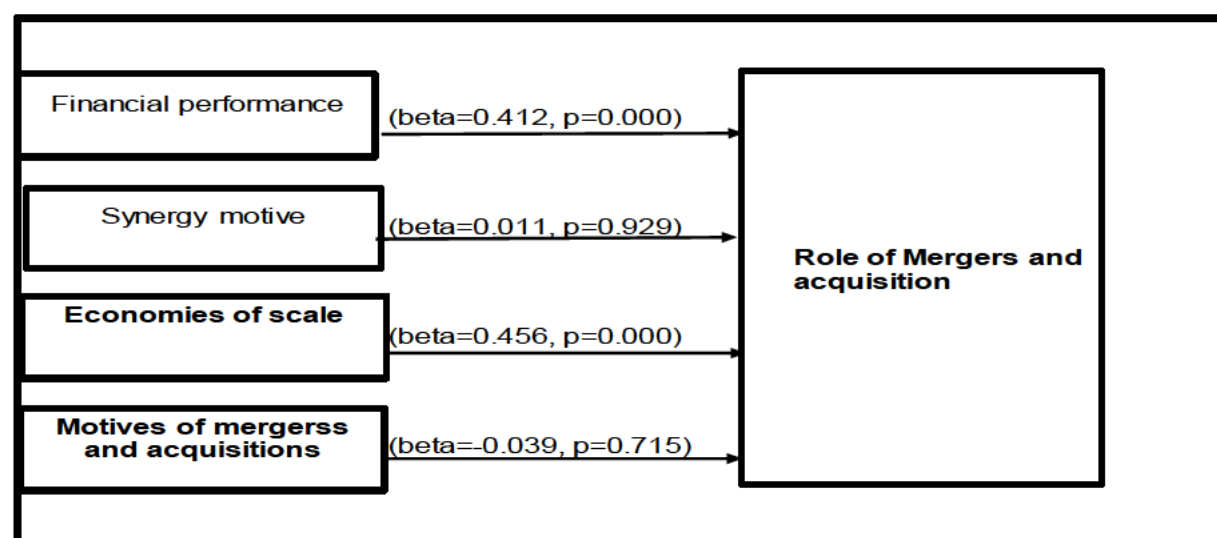 Financial performance
(beta=0.412, p=0.000)
Synergy motive
(beta=0.011, p=0.929)
Economies of scale
(beta=0.456, p=0.000)
Motives of mergerss
and acquisitions
(beta=-0.039, p=0.715)
Role of Mergers and
acquisition